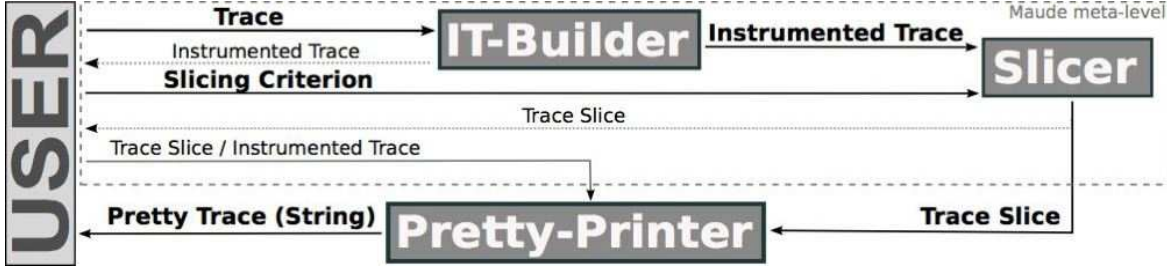 USER
Trace
Maude meta-level
IT-Builder
Instrumented Trace
Instrumented Trace
Slicer
Slicing Criterion
Trace Slice
Trace Slice / Instrumented Trace
Pretty Trace (String)
Pretty-Printer
Trace Slice